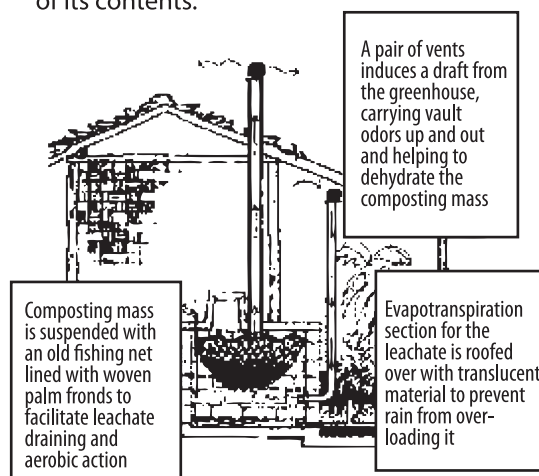 of its contents.
A pair of vents
induces a draft from
the greenhouse,
carrying vault
odors up and out
and helping to
dehydrate the
composting mass
Composting mass
is suspended with
an old fishing net
lined with woven
palm fronds to
facilitate leachate
draining and
aerobic action
Evapotranspiration
section for the
leachate is roofed
over with translucent
material to prevent
rain from over-
loading it